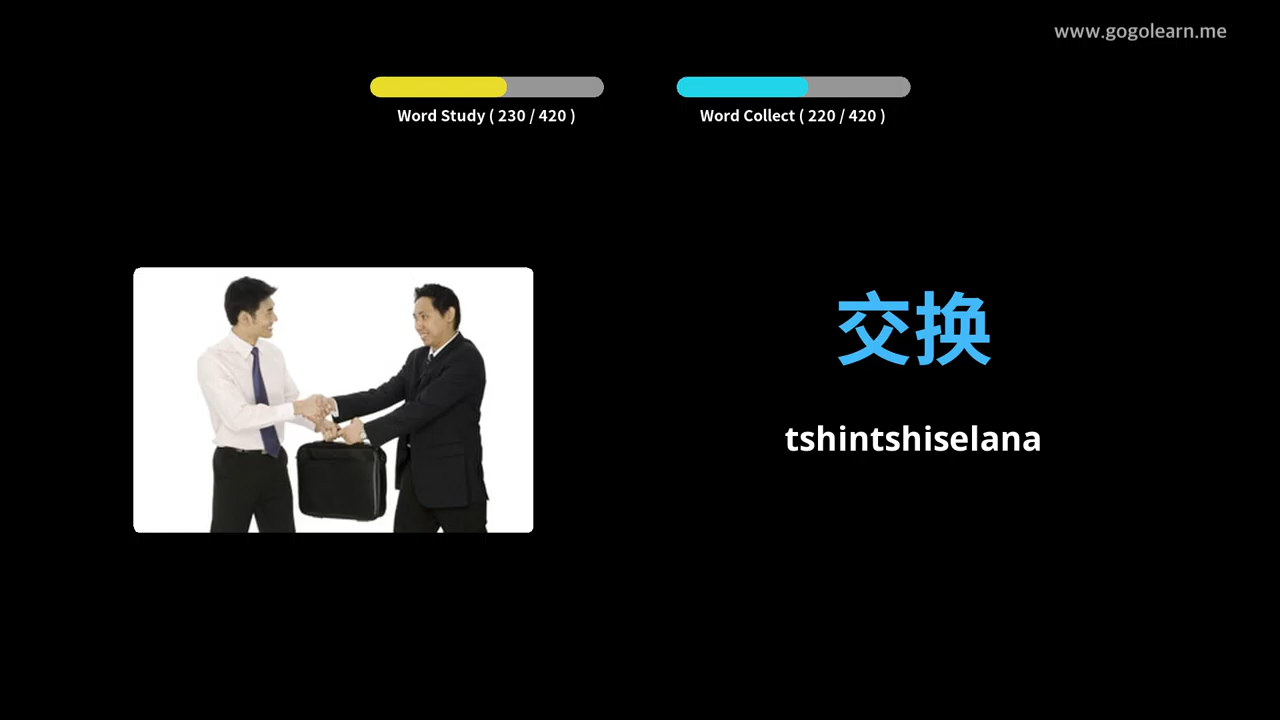 www.gogolearn.me
Word Study ( 230 / 420 )
Word Collect ( 220 / 420 )
交换
tshintshiselana